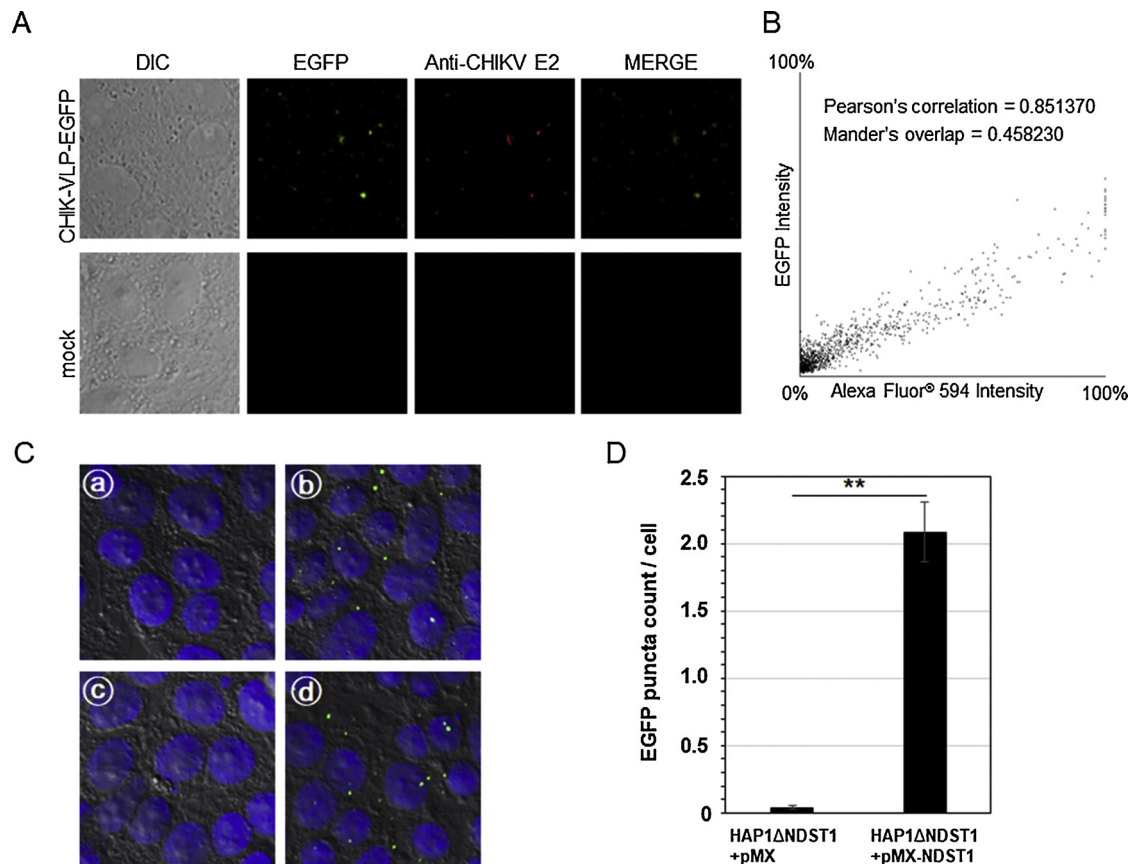 A
DIC
EGFP
Anti-CHIKV E2
MERGE
CHIK-VLP-EGFP
mock
B
100%
Pearson's correlation = 0.851370
Mander's overlap = 0.458230
EGFP Intensity
0%
Alexa Fluor® 594 Intensity
100%
C
a
b
c
d
D
**
2.5
2.0
1.5
1.0
0.5
0
EGFP puncta count / cell
HAP1ΔNDST1
+pMX
HAP1ΔNDST1
+pMX-NDST1